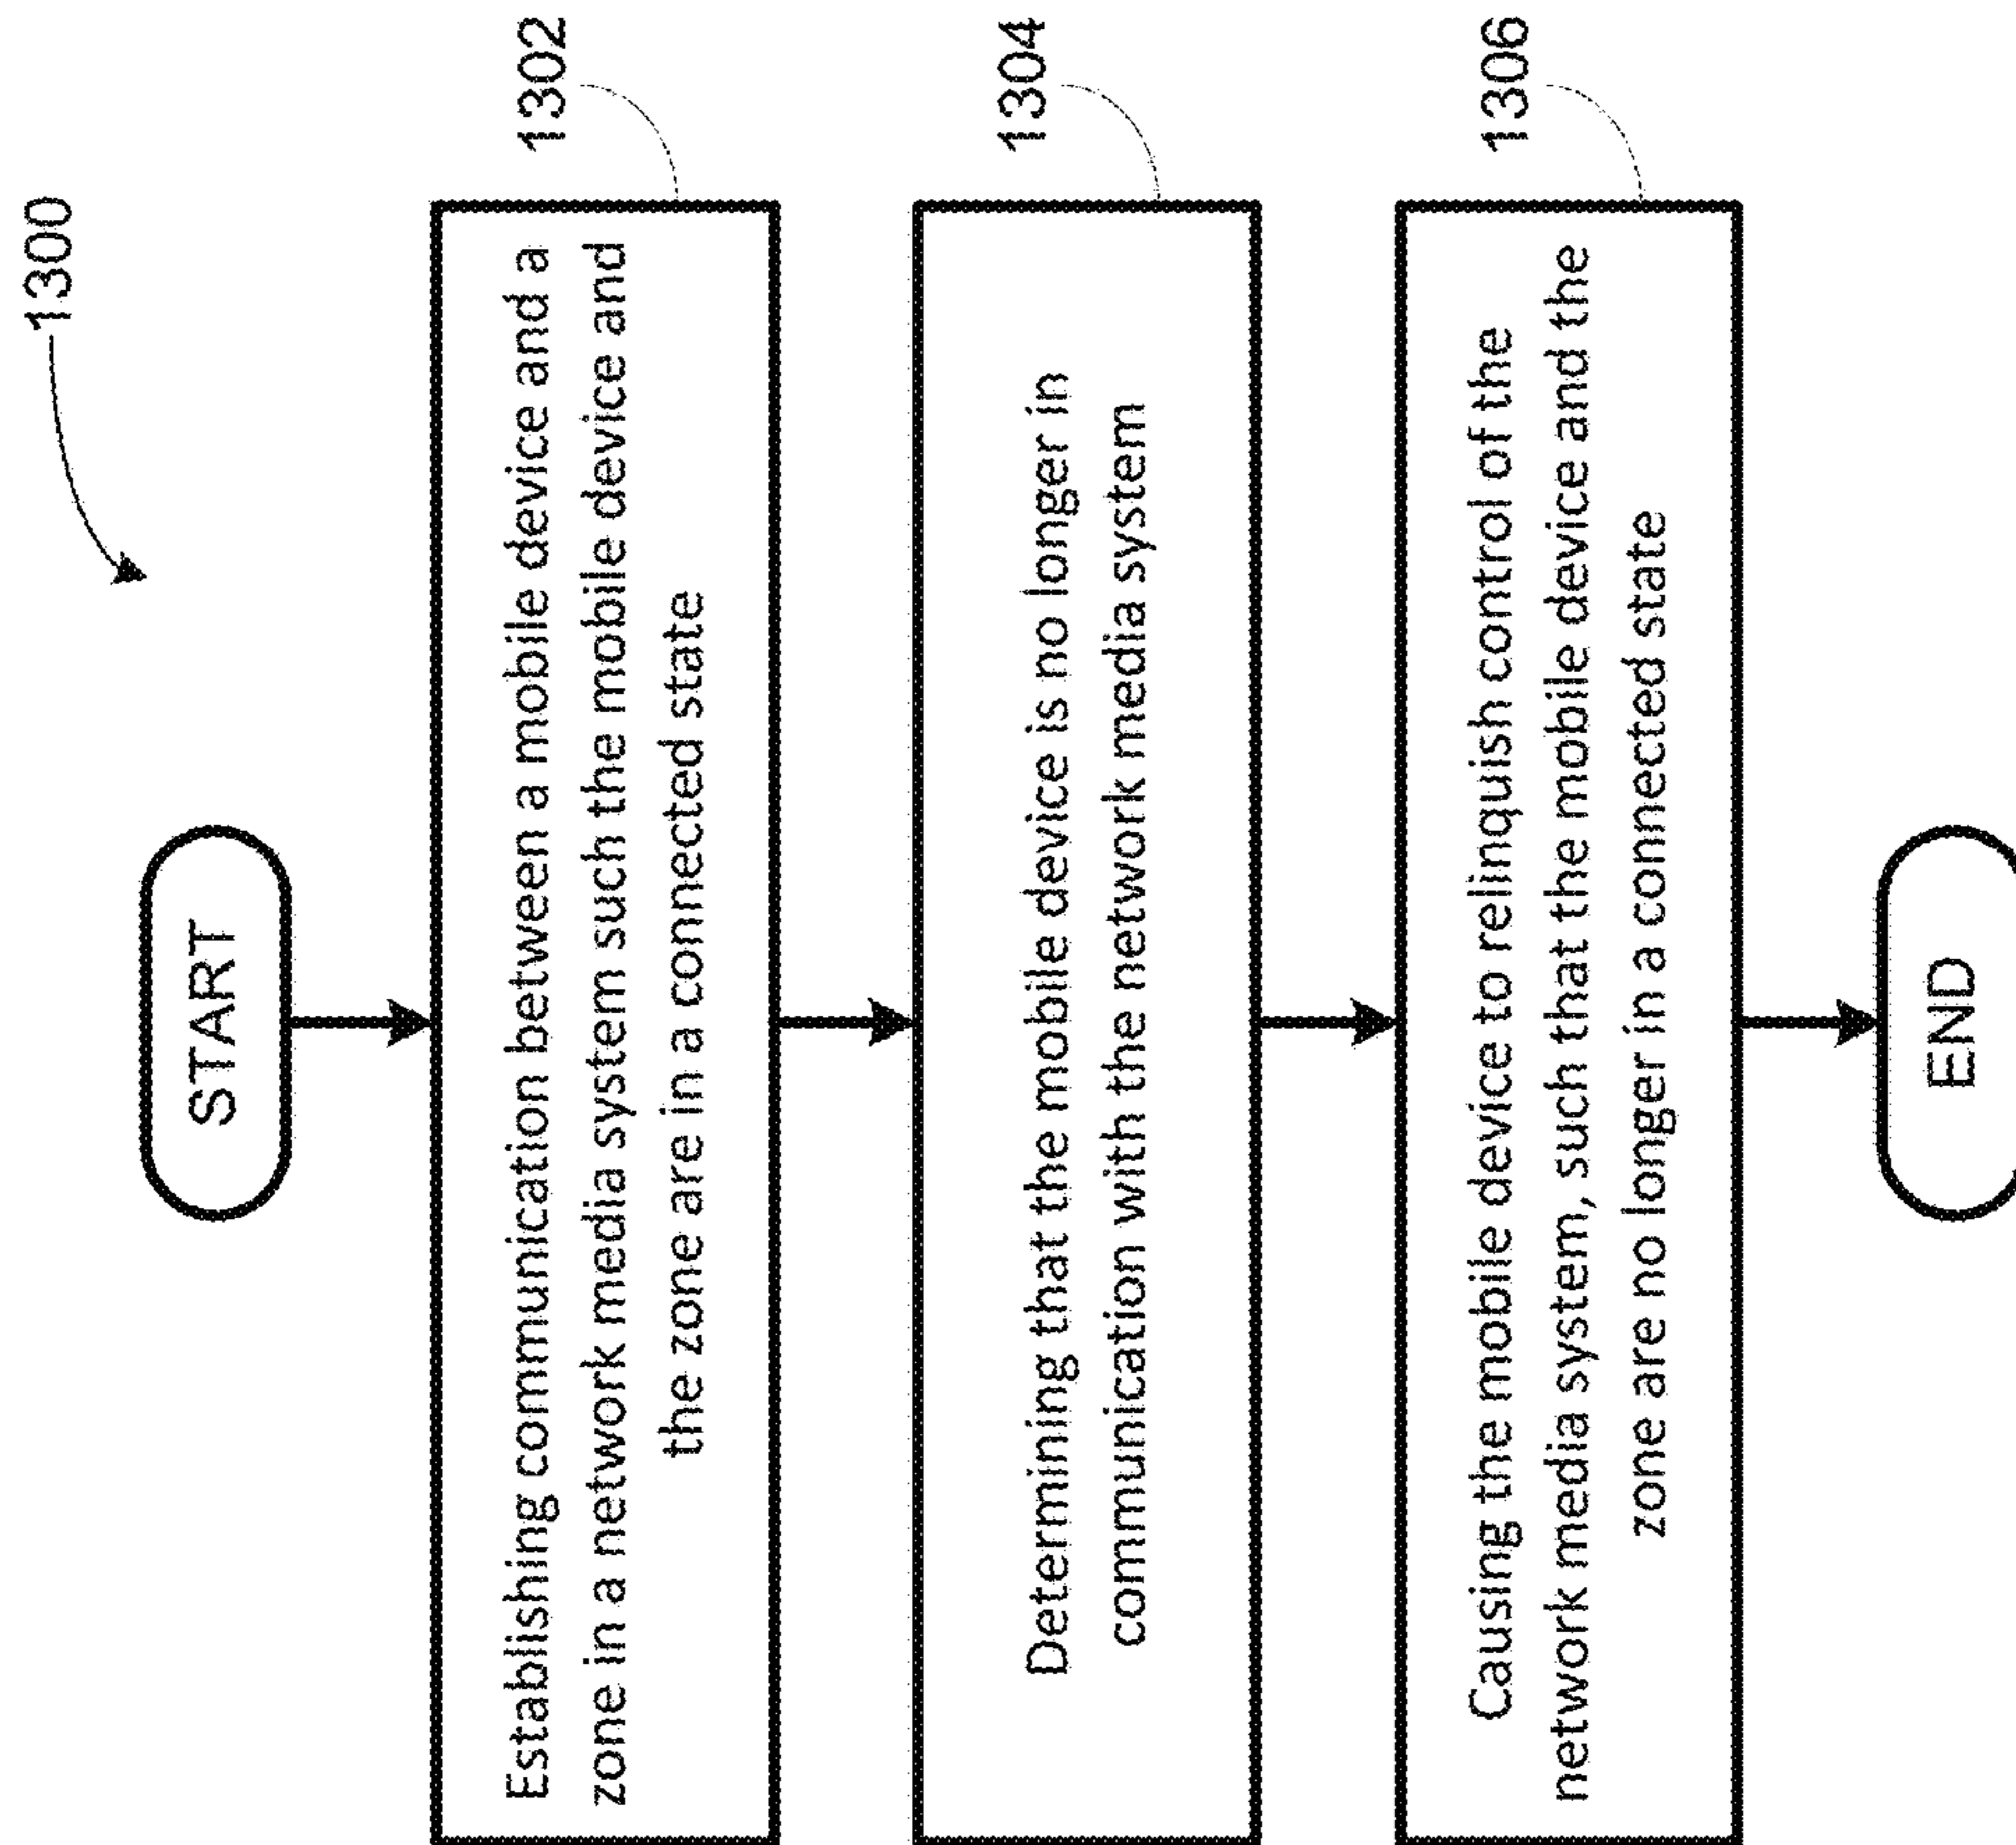 1300
START
Establishing communication between a mobile device and a
zone in a network media system such the mobile device and
the zone are in a connected state
1302
Determining that the mobile device is no longer in
communication with the network media system
1304
Causing the mobile device to relinquish control of the
network media system, such that the mobile device and the
zone are no longer in a connected state
1306
END